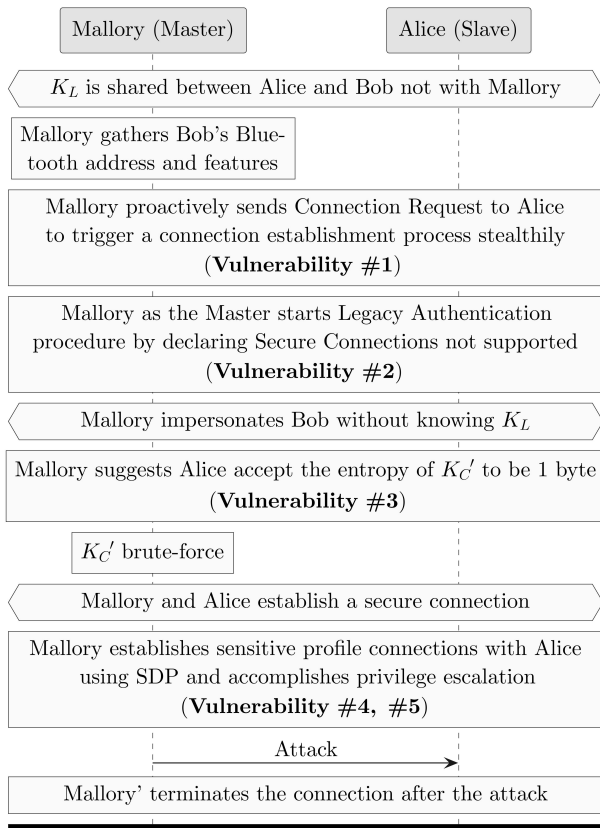 Mallory (Master) Alice (Slave)
K_L is shared between Alice and Bob not with Mallory
Mallory gathers Bob's Blue-
tooth address and features
Mallory proactively sends Connection Request to Alice
to trigger a connection establishment process stealthily
(Vulnerability #1)
Mallory as the Master starts Legacy Authentication
procedure by declaring Secure Connections not supported
(Vulnerability #2)
Mallory impersonates Bob without knowing K_L
Mallory suggests Alice accept the entropy of K_C' to be 1 byte
(Vulnerability #3)
K_C' brute-force
Mallory and Alice establish a secure connection
Mallory establishes sensitive profile connections with Alice
using SDP and accomplishes privilege escalation
(Vulnerability #4, #5)
Attack
Mallory' terminates the connection after the attack